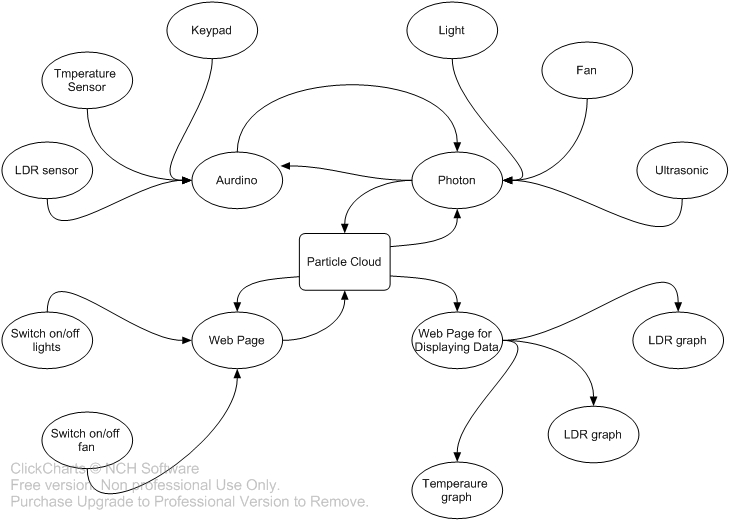 Keypad
Light
Tmperature
Sensor
Fan
LDR sensor
Aurdino
Photon
Ultrasonic
Particle Cloud
Switch on/off
lights
Web Page
Web Page for
Displaying Data
LDR graph
Switch on/off
fan
LDR graph
ClickCharts © NCH Software
Free version. Non professional Use Only.
Purchase Upgrade to Professional Version to Remove.
Temperaure
graph